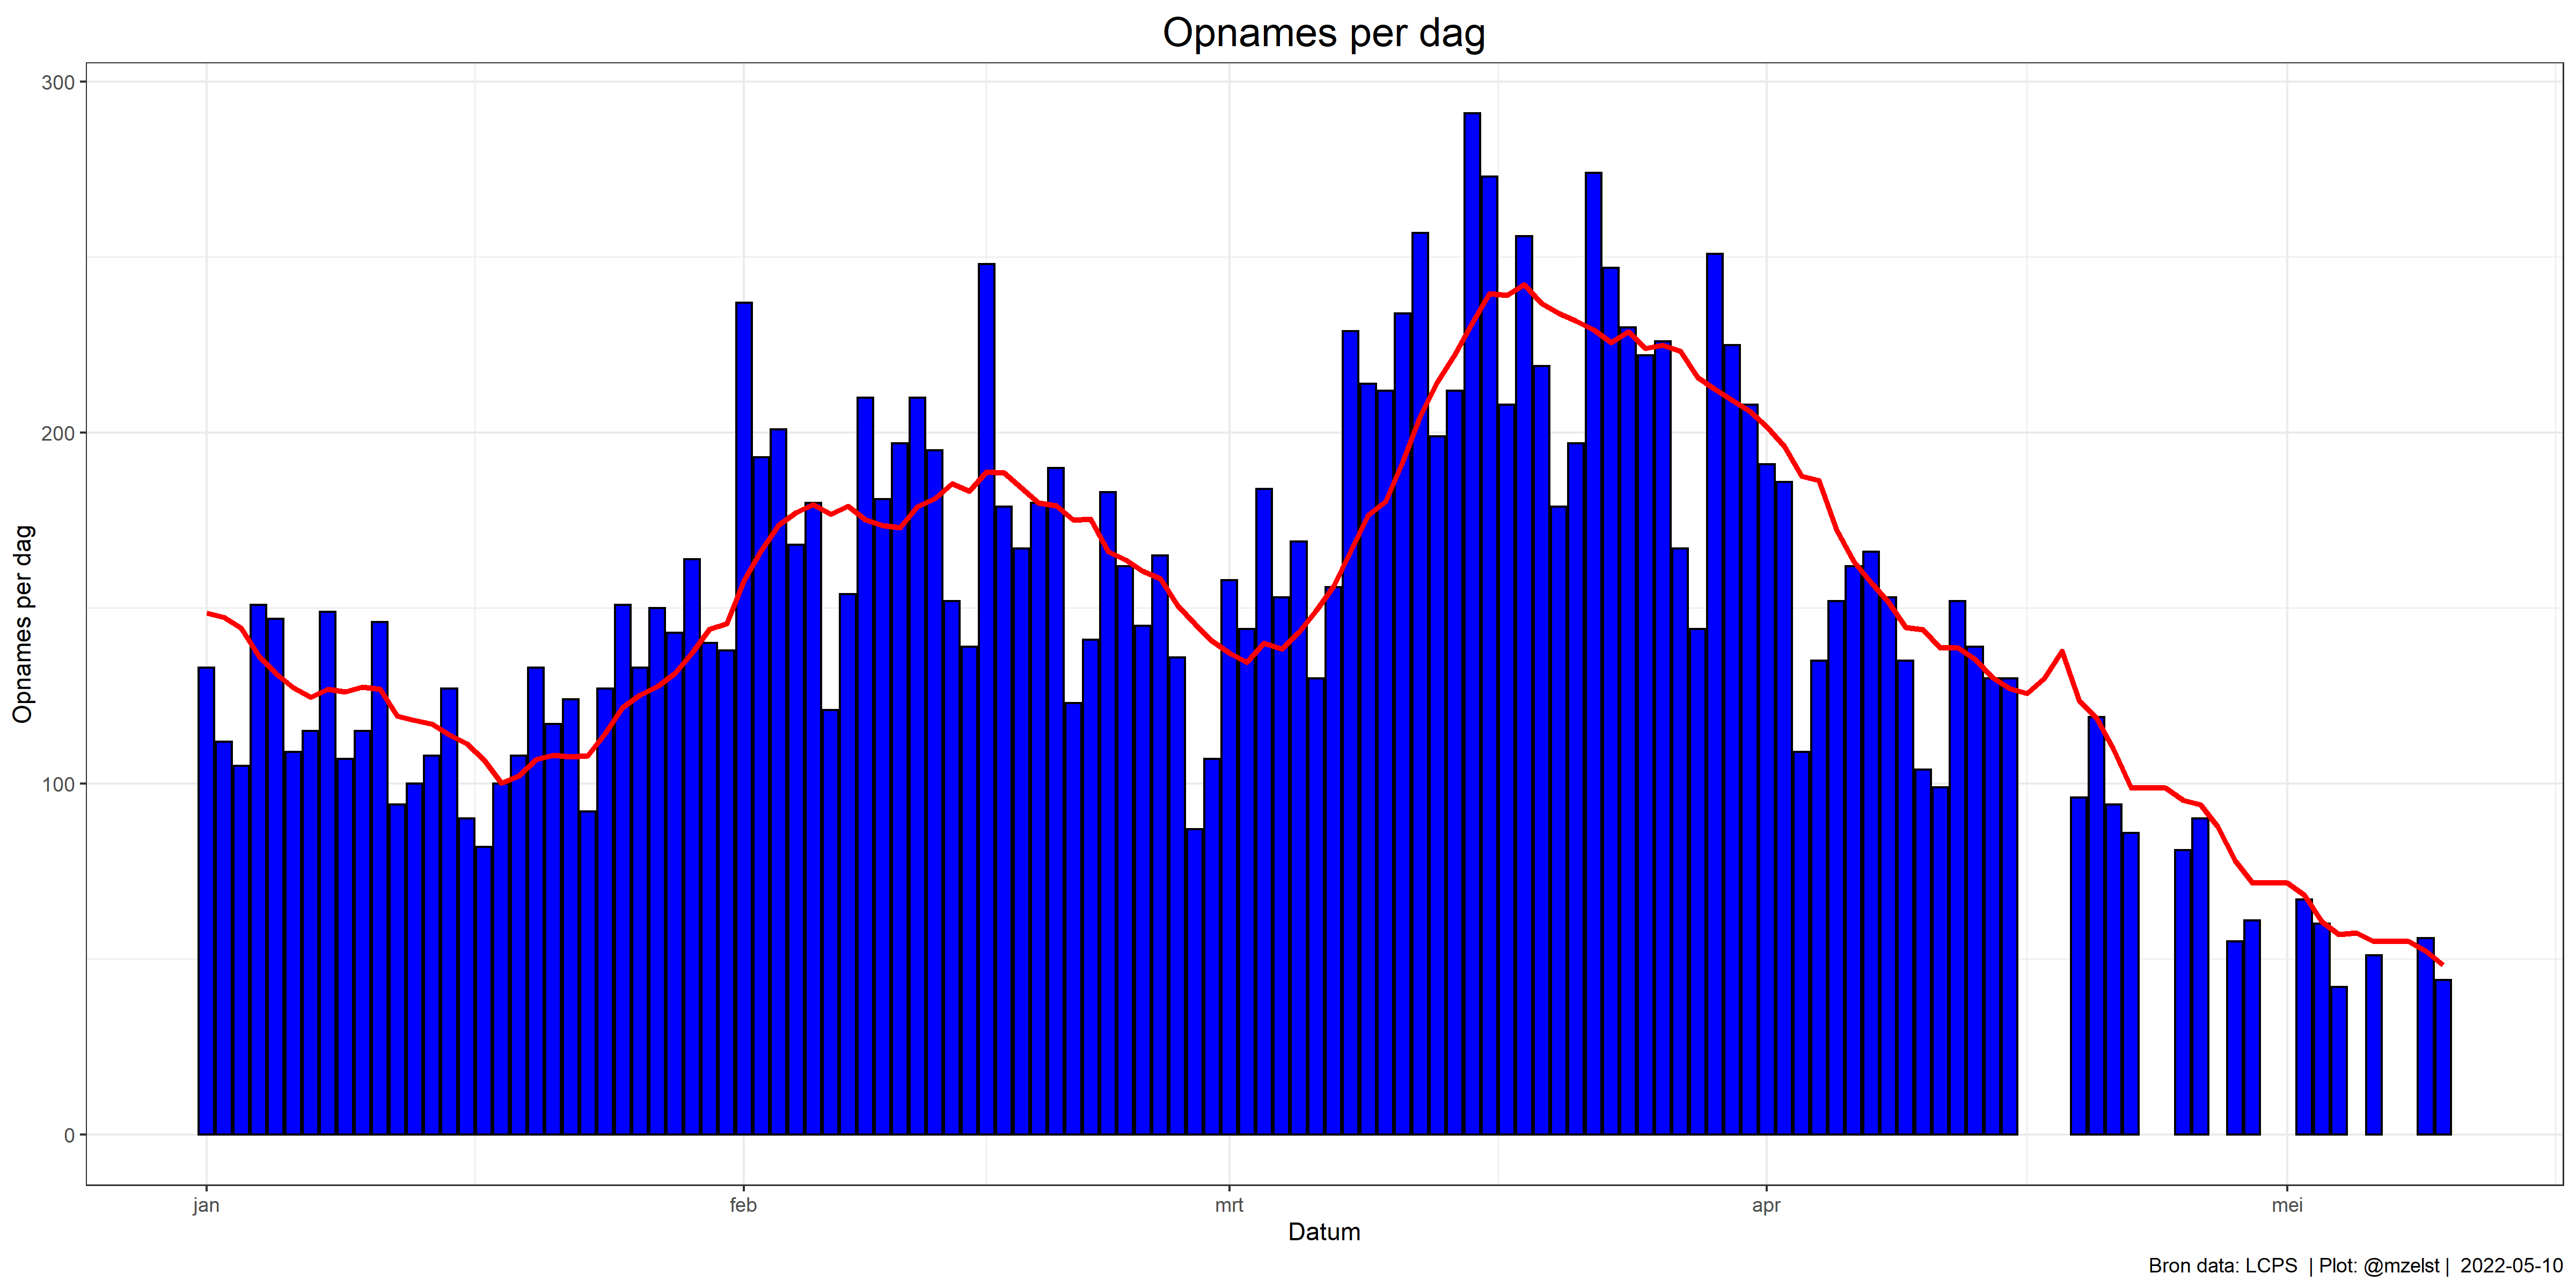 Opnames per dag
Opnames per dag
300
200
100
0
jan feb mrt apr mei
Datum
Bron data: LCPS | Plot: @mzelst | 2022-05-10